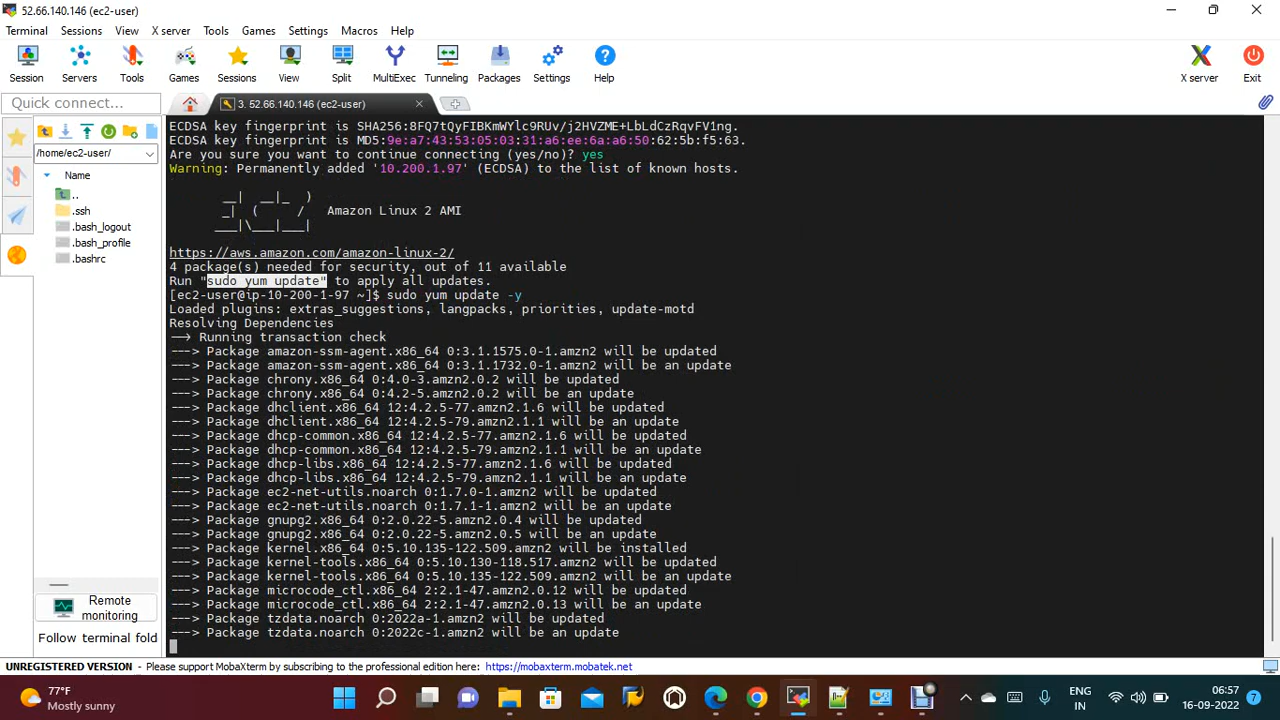 52.66.140.146 (ec2-user)
Terminal Sessions View X server Tools Games Settings Macros Help
Session Servers Tools Games Sessions View Split MultiExec Tunneling Packages Settings Help X server Exit
Quick connect...
3. 52.66.140.146 (ec2-user)
/home/ec2-user/
Name
..
.ssh
.bash_logout
.bash_profile
.bashrc
ECDSA key fingerprint is SHA256:8FQ7tQyFIBKmWYlc9RUv/j2HVZME+LbLdCzRqvFV1ng.
ECDSA key fingerprint is MD5:9e:a7:43:53:05:03:31:a6:ee:6a:a6:50:62:5b:f5:63.
Are you sure you want to continue connecting (yes/no)? yes
Warning: Permanently added '10.200.1.97' (ECDSA) to the list of known hosts.
__|  __|_  )
_|  (     /   Amazon Linux 2 AMI
___|\___|___|
https://aws.amazon.com/amazon-linux-2/
4 package(s) needed for security, out of 11 available
Run "sudo yum update" to apply all updates.
[ec2-user@ip-10-200-1-97 ~]$ sudo yum update -y
Loaded plugins: extras_suggestions, langpacks, priorities, update-motd
Resolving Dependencies
--> Running transaction check
---> Package amazon-ssm-agent.x86_64 0:3.1.1575.0-1.amzn2 will be updated
---> Package amazon-ssm-agent.x86_64 0:3.1.1732.0-1.amzn2 will be an update
---> Package chrony.x86_64 0:4.0-3.amzn2.0.2 will be updated
---> Package chrony.x86_64 0:4.2-5.amzn2.0.2 will be an update
---> Package dhclient.x86_64 12:4.2.5-77.amzn2.1.6 will be updated
---> Package dhclient.x86_64 12:4.2.5-79.amzn2.1.1 will be an update
---> Package dhcp-common.x86_64 12:4.2.5-77.amzn2.1.6 will be updated
---> Package dhcp-common.x86_64 12:4.2.5-79.amzn2.1.1 will be an update
---> Package dhcp-libs.x86_64 12:4.2.5-77.amzn2.1.6 will be updated
---> Package dhcp-libs.x86_64 12:4.2.5-79.amzn2.1.1 will be an update
---> Package ec2-net-utils.noarch 0:1.7.0-1.amzn2 will be updated
---> Package ec2-net-utils.noarch 0:1.7.1-1.amzn2 will be an update
---> Package gnupg2.x86_64 0:2.0.22-5.amzn2.0.4 will be updated
---> Package gnupg2.x86_64 0:2.0.22-5.amzn2.0.5 will be an update
---> Package kernel.x86_64 0:5.10.135-122.509.amzn2 will be installed
---> Package kernel-tools.x86_64 0:5.10.130-118.517.amzn2 will be updated
---> Package kernel-tools.x86_64 0:5.10.135-122.509.amzn2 will be an update
---> Package microcode_ctl.x86_64 2:2.1-47.amzn2.0.12 will be updated
---> Package microcode_ctl.x86_64 2:2.1-47.amzn2.0.13 will be an update
---> Package tzdata.noarch 0:2022a-1.amzn2 will be updated
---> Package tzdata.noarch 0:2022c-1.amzn2 will be an update
Remote
monitoring
Follow terminal fold
UNREGISTERED VERSION - Please support MobaXterm by subscribing to the professional edition here: https://mobaxterm.mobatek.net
77°F
Mostly sunny
ENG
IN
06:57
16-09-2022
7